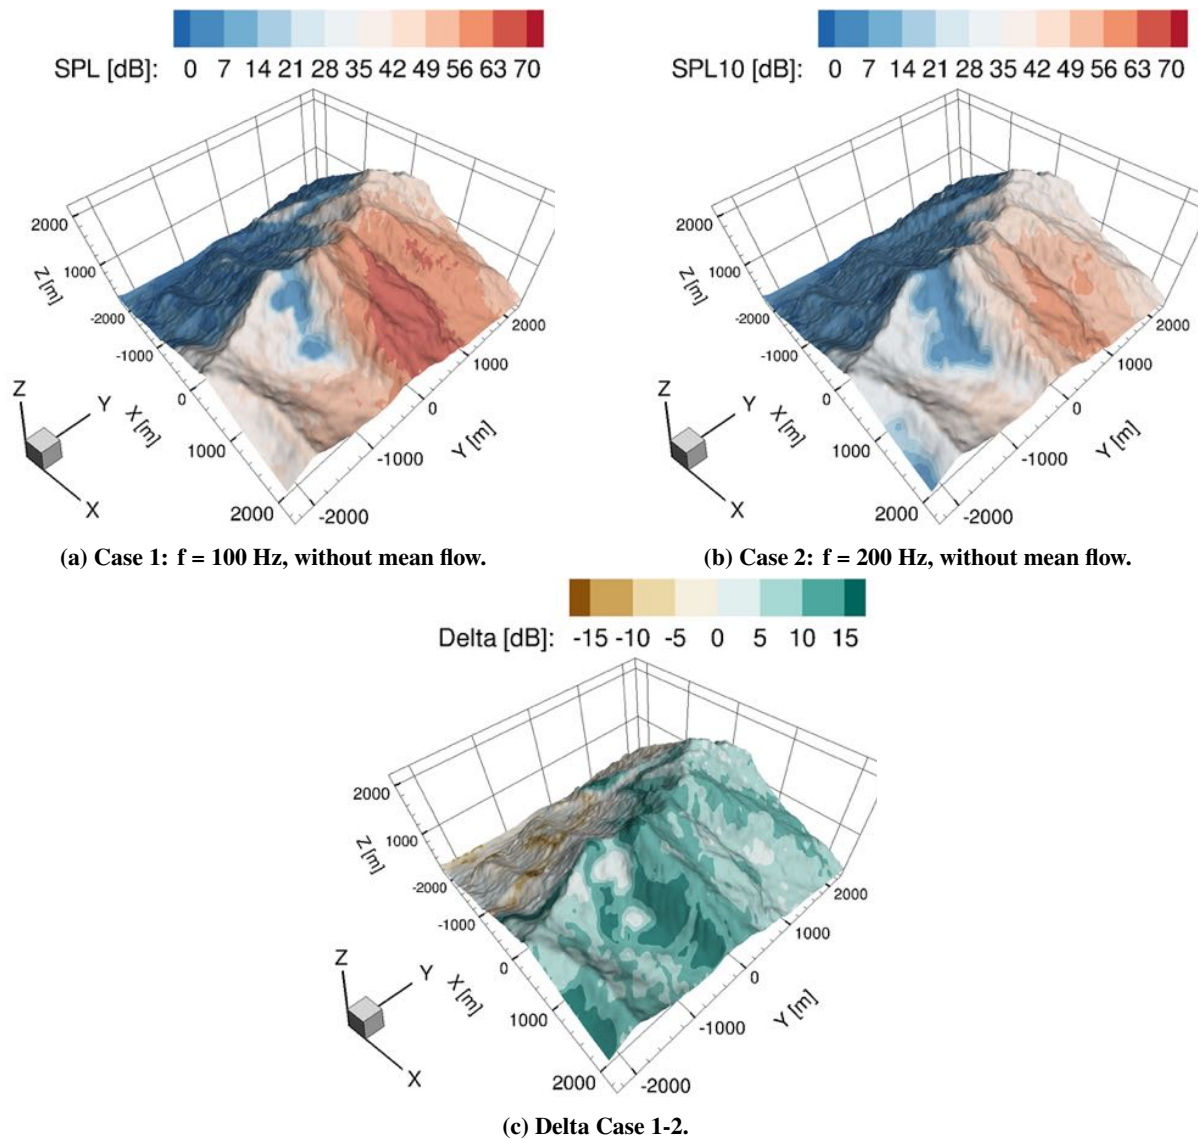 SPL [dB]: 0 7 14 21 28 35 42 49 56 63 70
2000
1000
Z [m]
-2000
-1000
0
1000
2000
X [m]
2000
1000
0
-1000
-2000
Y [m]
Z
Y
X
(a) Case 1: f = 100 Hz, without mean flow.
SPL10 [dB]: 0 7 14 21 28 35 42 49 56 63 70
2000
1000
Z [m]
-2000
-1000
0
1000
2000
X [m]
2000
1000
0
-1000
-2000
Y [m]
Z
Y
X
(b) Case 2: f = 200 Hz, without mean flow.
Delta [dB]: -15 -10 -5 0 5 10 15
2000
1000
Z [m]
-2000
-1000
0
1000
2000
X [m]
2000
1000
0
-1000
-2000
Y [m]
Z
Y
X
(c) Delta Case 1-2.